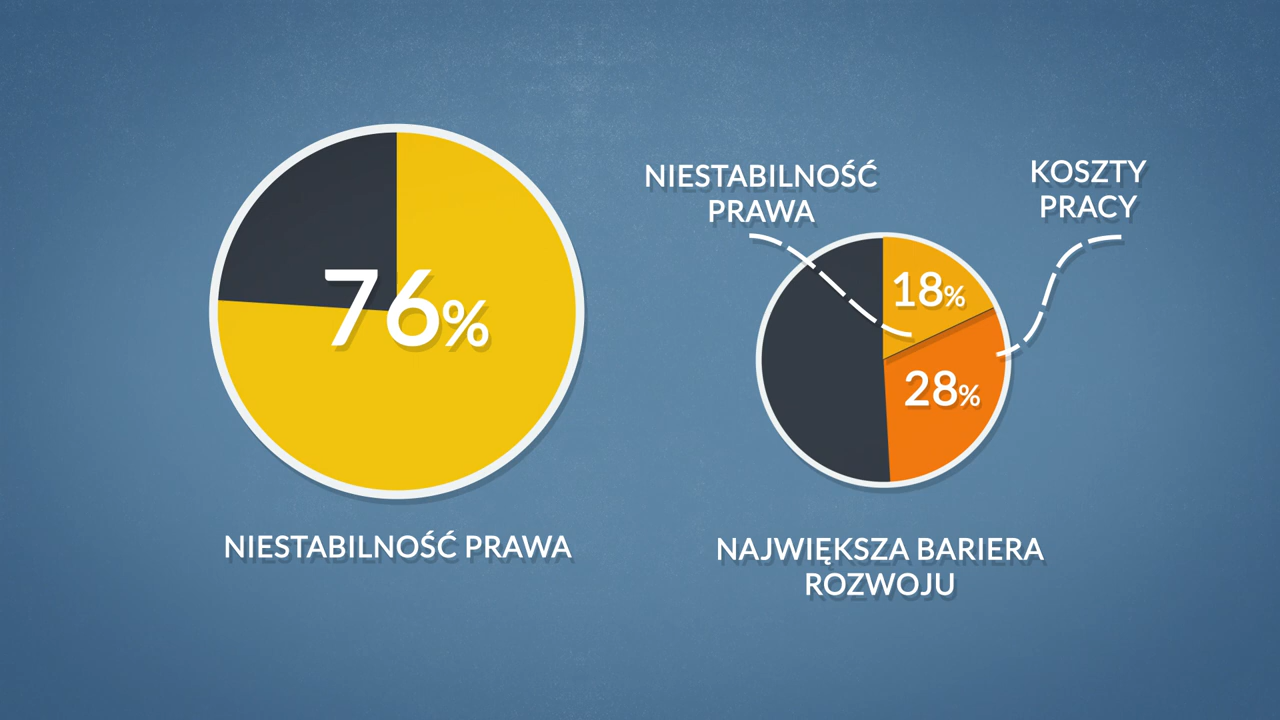 76%
NIESTABILNOŚĆ PRAWA
NIESTABILNOŚĆ
PRAWA
KOSZTY
PRACY
18%
28%
NAJWIĘKSZA BARIERA
ROZWOJU